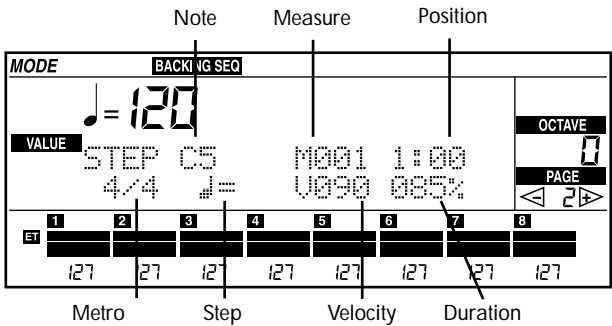 Note Measure Position
MODE BACKING SEQ
♩=120
OCTAVE
0
VALUE
STEP C5 M001 1:00
4/4 ♩= V090 085%
PAGE
2
1 2 3 4 5 6 7 8
ET
127 127 127 127 127 127 127 127
Metro Step Velocity Duration